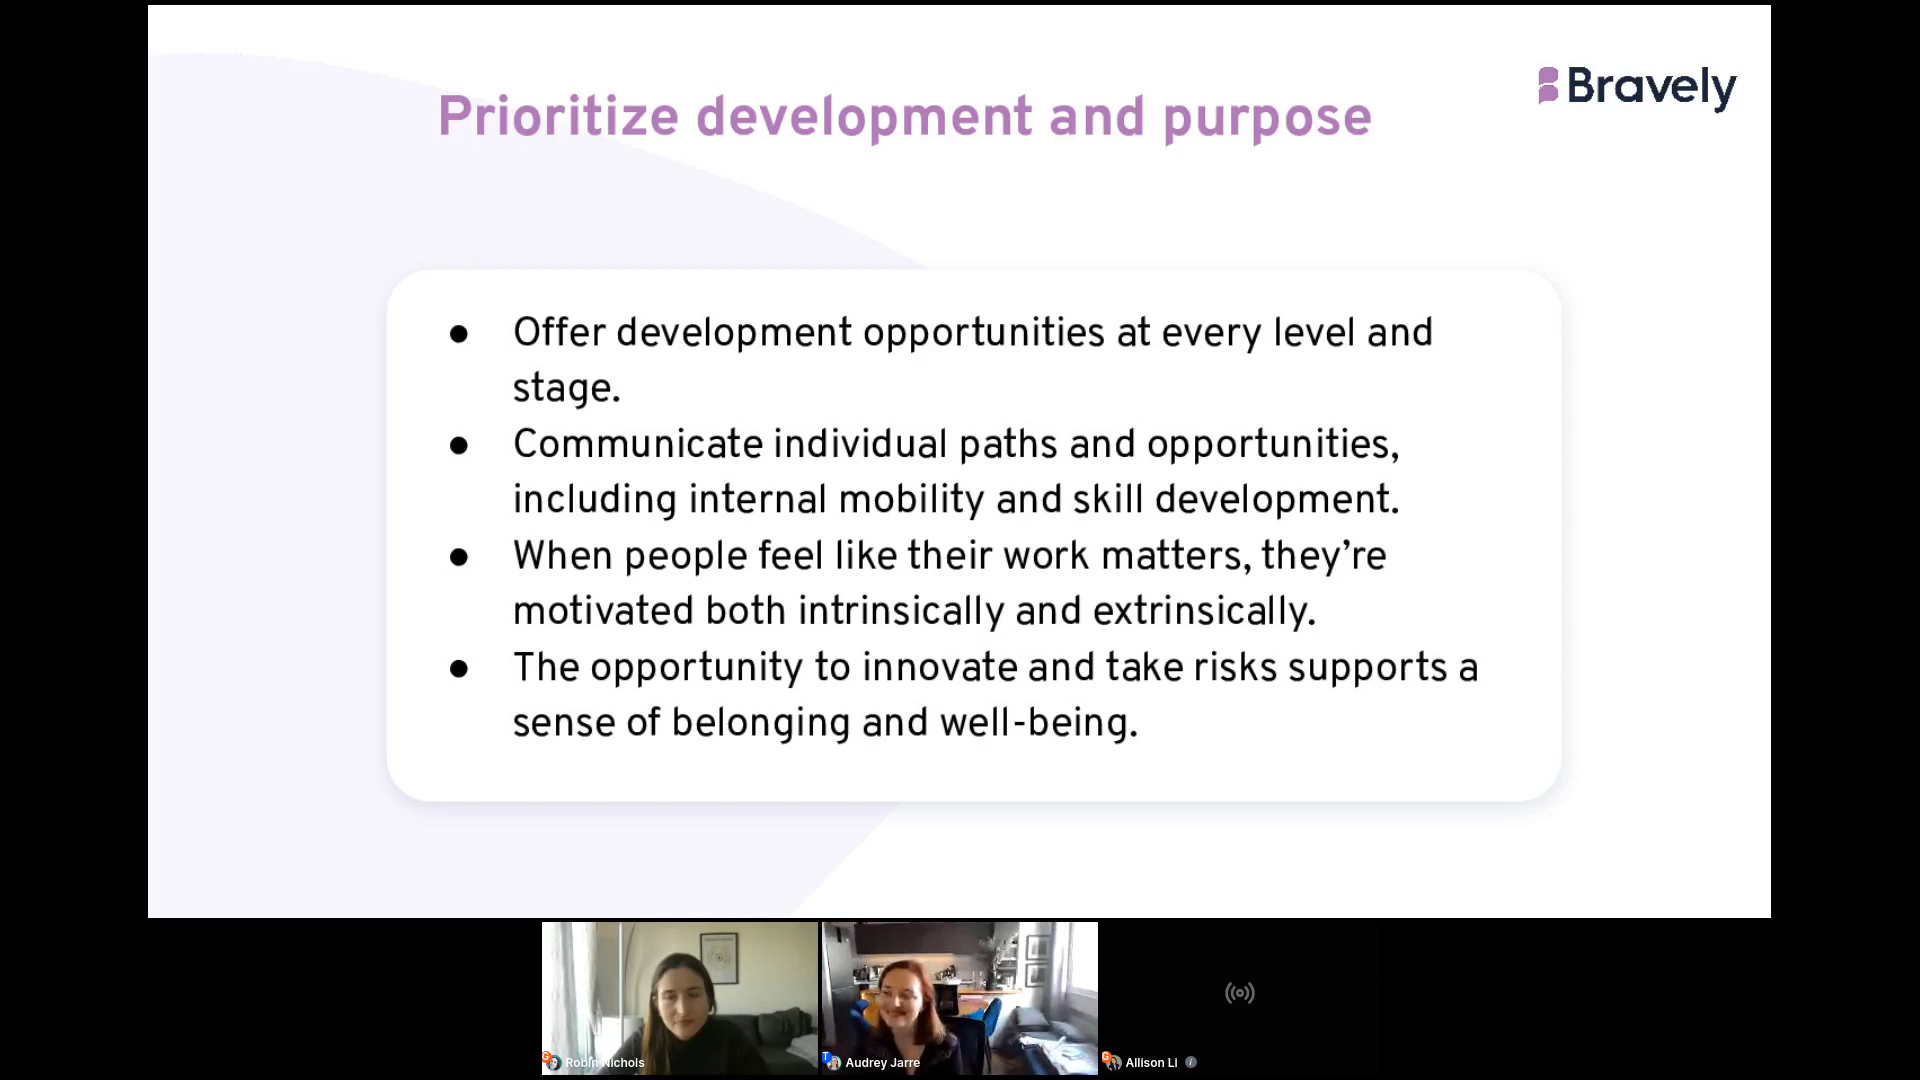 Bravely
Prioritize development and purpose
● Offer development opportunities at every level and
stage.
● Communicate individual paths and opportunities,
including internal mobility and skill development.
● When people feel like their work matters, they’re
motivated both intrinsically and extrinsically.
● The opportunity to innovate and take risks supports a
sense of belonging and well-being.
Robin Nichols
Audrey Jarre
Allison Li